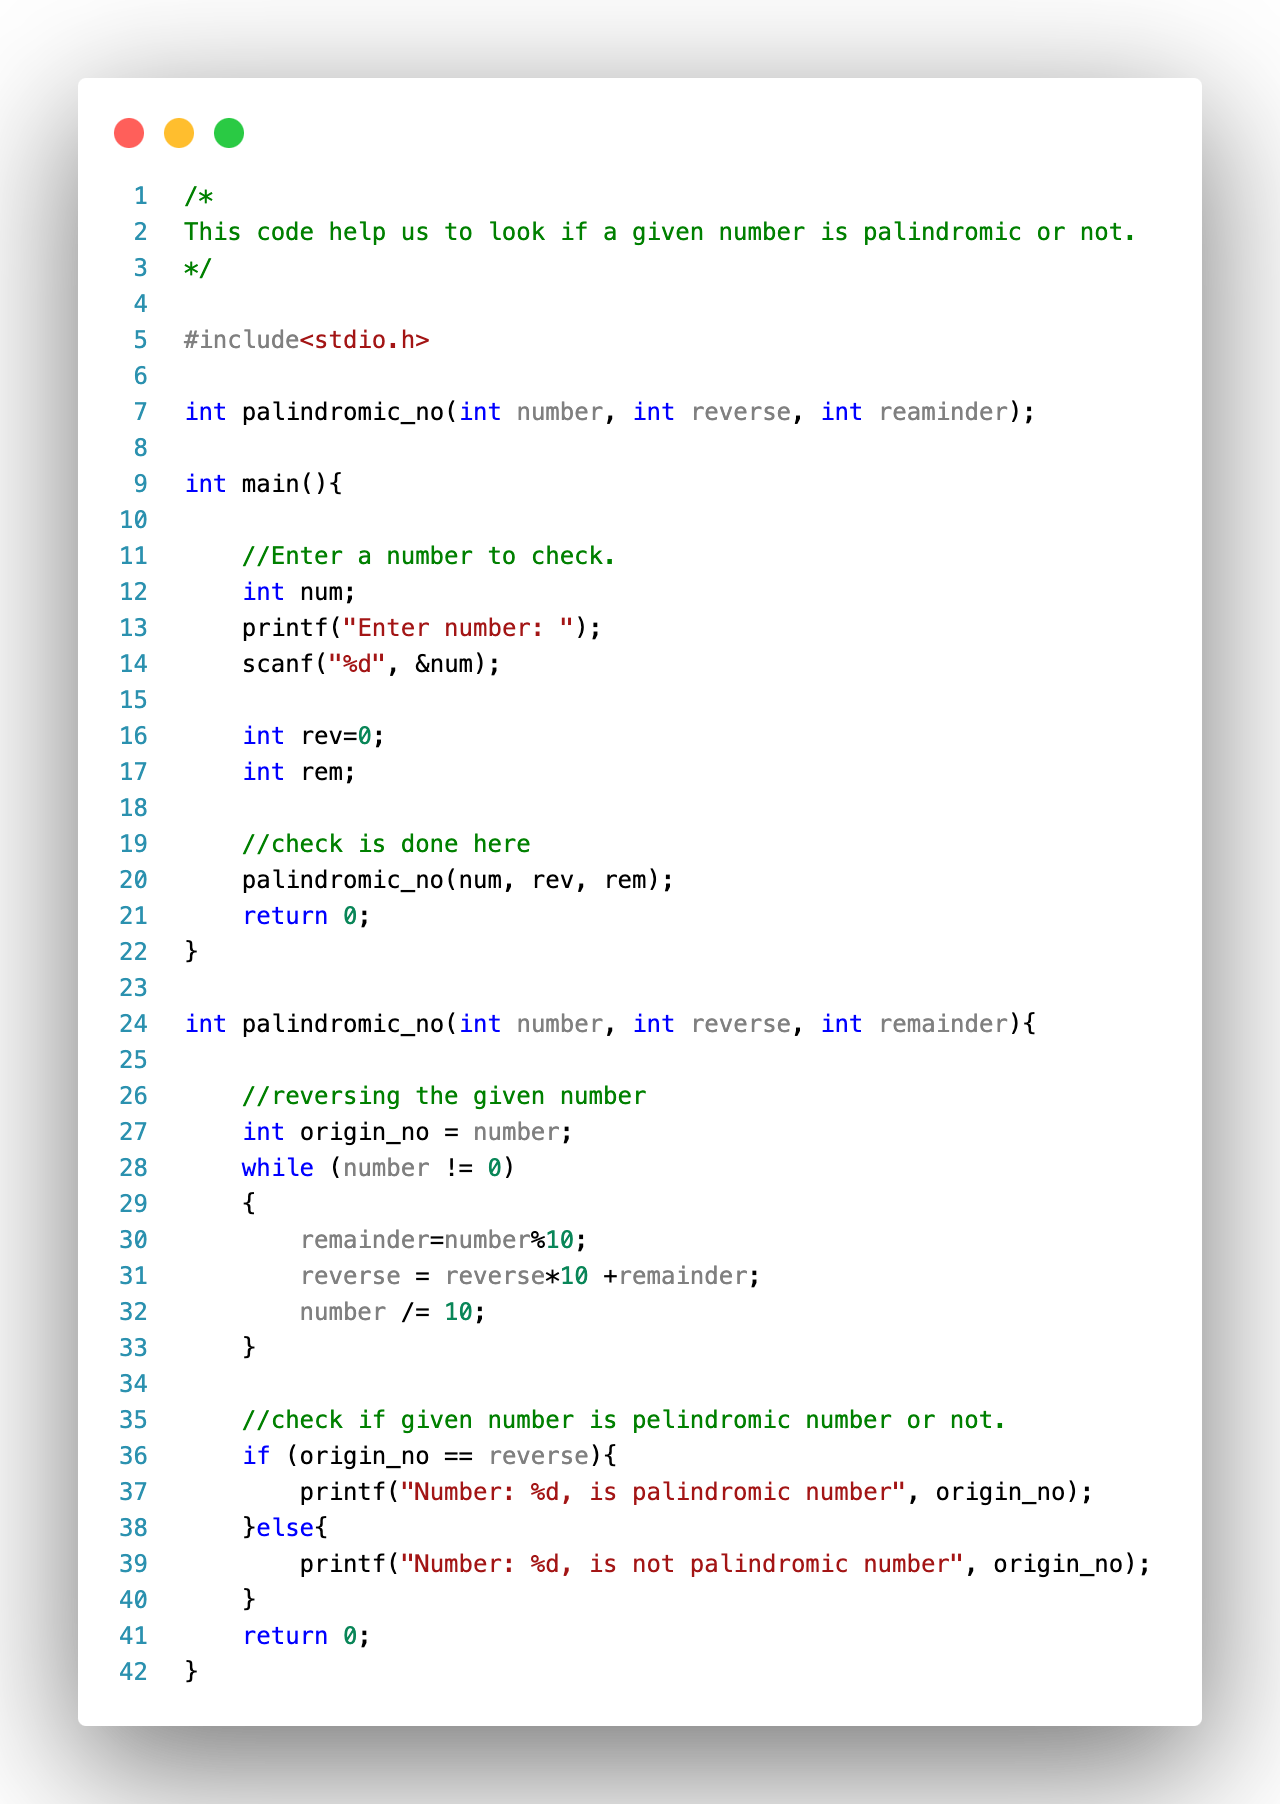 1 /*
2 This code help us to look if a given number is palindromic or not.
3 */
4
5 #include<stdio.h>
6
7 int palindromic_no(int number, int reverse, int reaminder);
8
9 int main(){
10
11     //Enter a number to check.
12     int num;
13     printf("Enter number: ");
14     scanf("%d", &num);
15
16     int rev=0;
17     int rem;
18
19     //check is done here
20     palindromic_no(num, rev, rem);
21     return 0;
22 }
23
24 int palindromic_no(int number, int reverse, int remainder){
25
26     //reversing the given number
27     int origin_no = number;
28     while (number != 0)
29     {
30         remainder=number%10;
31         reverse = reverse*10 +remainder;
32         number /= 10;
33     }
34
35     //check if given number is pelindromic number or not.
36     if (origin_no == reverse){
37         printf("Number: %d, is palindromic number", origin_no);
38     }else{
39         printf("Number: %d, is not palindromic number", origin_no);
40     }
41     return 0;
42 }